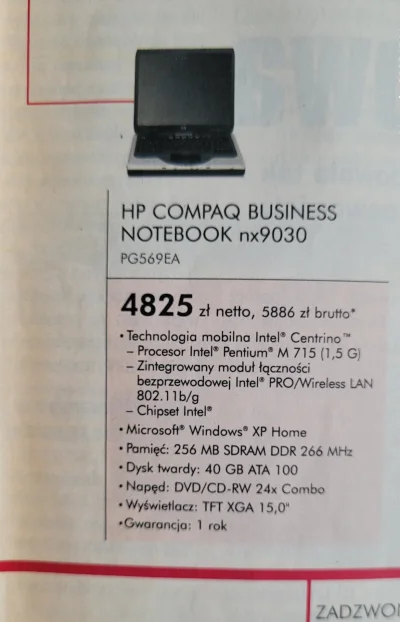 HP COMPAQ BUSINESS
NOTEBOOK nx9030
PG569EA
4825 zł netto, 5886 zł brutto*
• Technologia mobilna Intel® Centrino™
– Procesor Intel® Pentium® M 715 (1,5 G)
– Zintegrowany moduł łączności
bezprzewodowej Intel® PRO/Wireless LAN
802.11b/g
– Chipset Intel®
• Microsoft® Windows® XP Home
• Pamięć: 256 MB SDRAM DDR 266 MHz
• Dysk twardy: 40 GB ATA 100
• Napęd: DVD/CD-RW 24x Combo
• Wyświetlacz: TFT XGA 15,0"
• Gwarancja: 1 rok
ZADZWO